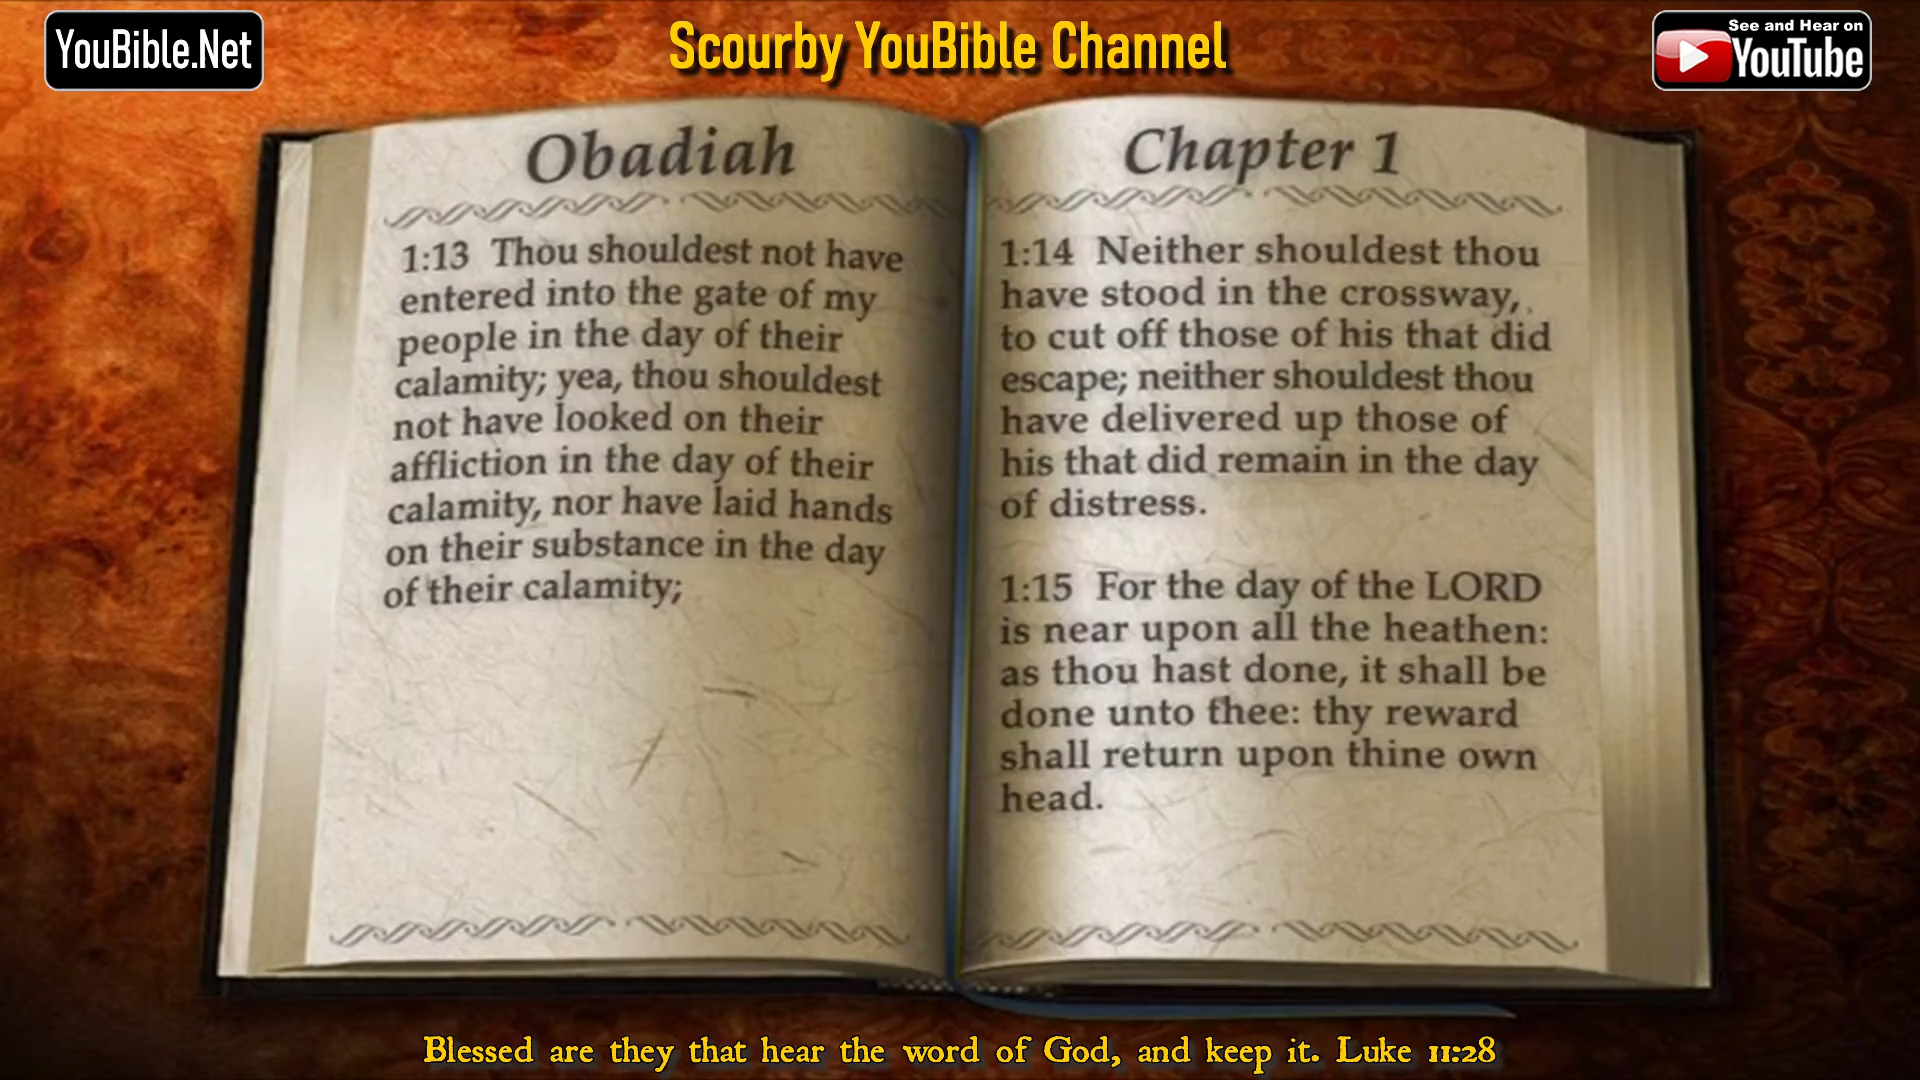 YouBible.Net
Scourby YouBible Channel
See and Hear on
YouTube
Obadiah
1:13 Thou shouldest not have
entered into the gate of my
people in the day of their
calamity; yea, thou shouldest
not have looked on their
affliction in the day of their
calamity, nor have laid hands
on their substance in the day
of their calamity;
Chapter 1
1:14 Neither shouldest thou
have stood in the crossway,
to cut off those of his that did
escape; neither shouldest thou
have delivered up those of
his that did remain in the day
of distress.
1:15 For the day of the LORD
is near upon all the heathen:
as thou hast done, it shall be
done unto thee: thy reward
shall return upon thine own
head.
Blessed are they that hear the word of God, and keep it. Luke 11:28